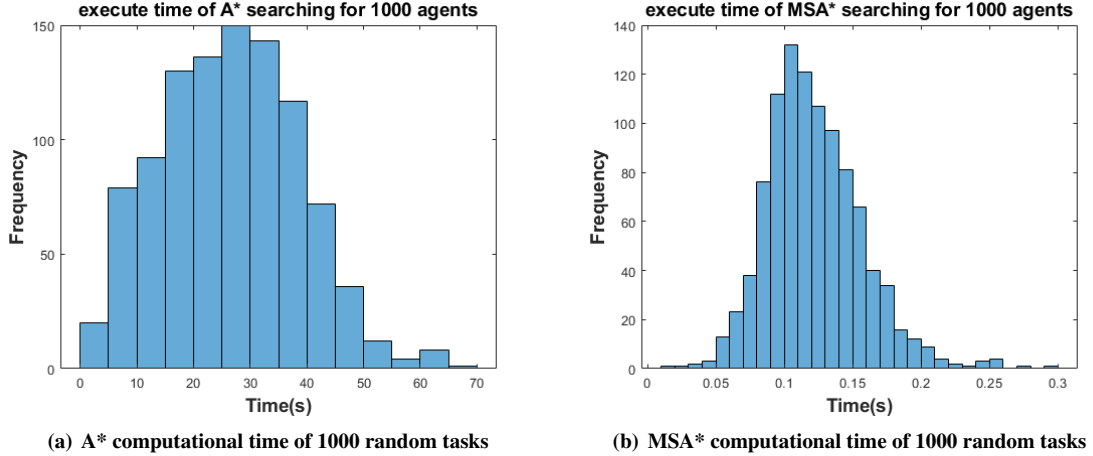 execute time of A* searching for 1000 agents
150
100
50
0
Frequency
0 10 20 30 40 50 60 70
Time(s)
(a) A* computational time of 1000 random tasks
execute time of MSA* searching for 1000 agents
140
120
100
80
60
40
20
0
Frequency
0 0.05 0.1 0.15 0.2 0.25 0.3
Time(s)
(b) MSA* computational time of 1000 random tasks